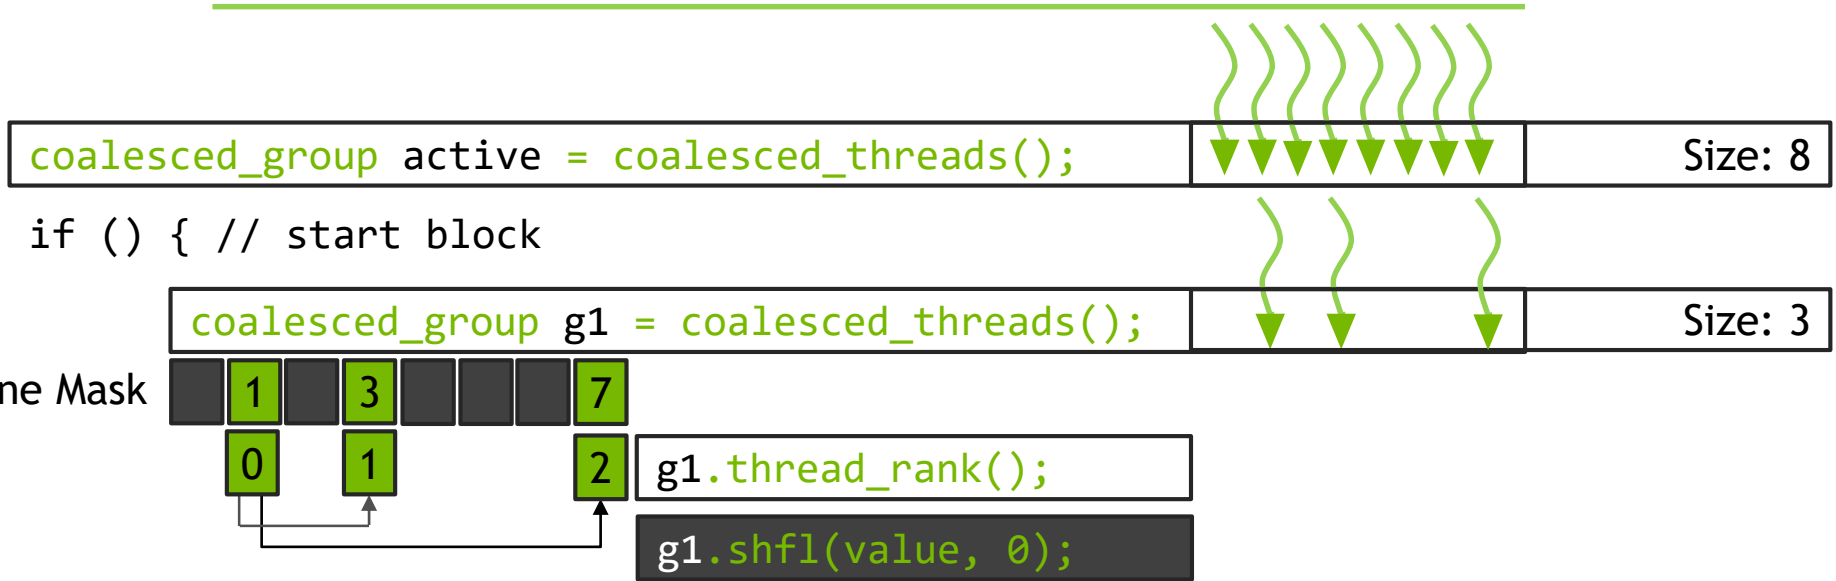 coalesced_group active = coalesced_threads();
Size: 8
if () { // start block
coalesced_group g1 = coalesced_threads();
Size: 3
Mask
1 3 7
0 1 2
g1.thread_rank();
g1.shfl(value, 0);